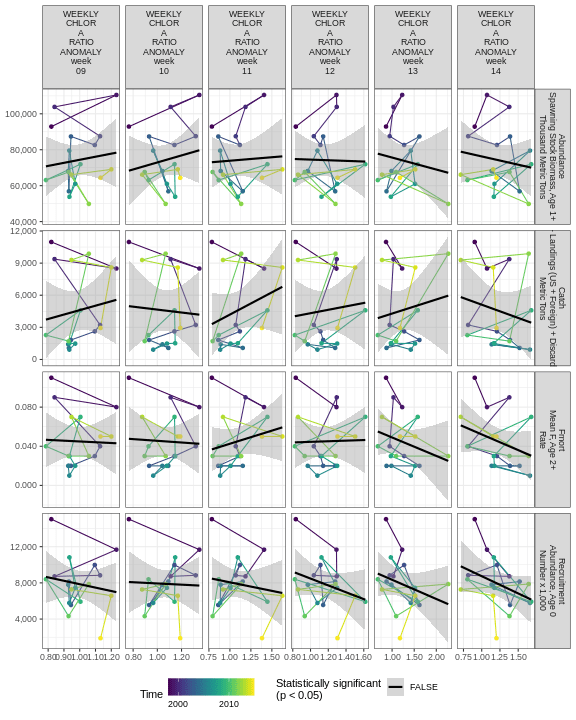 WEEKLY CHLOR A RATIO ANOMALY week 09
WEEKLY CHLOR A RATIO ANOMALY week 10
WEEKLY CHLOR A RATIO ANOMALY week 11
WEEKLY CHLOR A RATIO ANOMALY week 12
WEEKLY CHLOR A RATIO ANOMALY week 13
WEEKLY CHLOR A RATIO ANOMALY week 14
100,000
80,000
60,000
40,000
Abundance
Spawning Stock Biomass, Age 1+
Thousand Metric Tons
12,000
9,000
6,000
3,000
0
Catch
Landings (US + Foreign) + Discard
Metric Tons
0.080
0.040
0.000
Fmort
Mean F, Age 2+
Rate
12,000
8,000
4,000
Recruitment
Abundance, Age 0
Number x 1,000
0.80 0.90 1.00 1.10 1.20
0.80 1.00 1.20
0.75 1.00 1.25 1.50
0.80 1.00 1.20 1.40 1.60
1.00 1.50 2.00
0.75 1.00 1.25 1.50
Time
2000 2010
Statistically significant
(p < 0.05)
FALSE